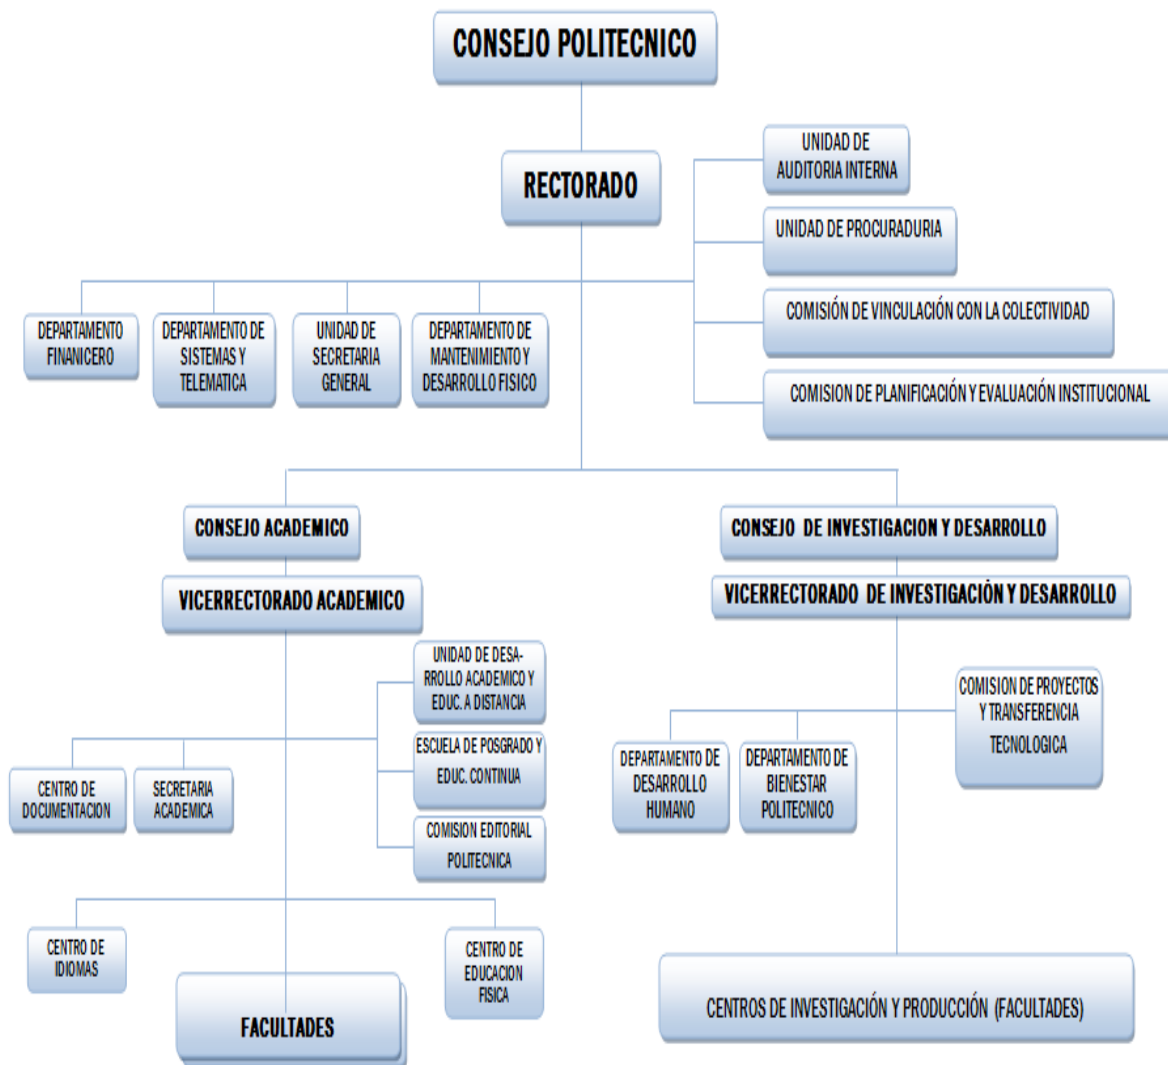 CONSEJO POLITECNICO
RECTORADO
UNIDAD DE
AUDITORIA INTERNA
UNIDAD DE PROCURADURIA
COMISIÓN DE VINCULACIÓN CON LA COLECTIVIDAD
COMISION DE PLANIFICACIÓN Y EVALUACIÓN INSTITUCIONAL
DEPARTAMENTO
FINANICERO
DEPARTAMENTO DE
SISTEMAS Y
TELEMATICA
UNIDAD DE
SECRETARIA
GENERAL
DEPARTAMENTO DE
MANTENIMIENTO Y
DESARROLLO FISICO
CONSEJO ACADEMICO
VICERRECTORADO ACADEMICO
CONSEJO DE INVESTIGACION Y DESARROLLO
VICERRECTORADO DE INVESTIGACIÓN Y DESARROLLO
UNIDAD DE DESA-
RROLLO ACADEMICO Y
EDUC. A DISTANCIA
ESCUELA DE POSGRADO Y
EDUC. CONTINUA
COMISION EDITORIAL
POLITECNICA
CENTRO DE
DOCUMENTACION
SECRETARIA
ACADEMICA
COMISION DE PROYECTOS
Y TRANSFERENCIA
TECNOLOGICA
DEPARTAMENTO DE
DESARROLLO
HUMANO
DEPARTAMENTO DE
BIENESTAR
POLITECNICO
CENTRO DE
IDIOMAS
CENTRO DE
EDUCACION
FISICA
FACULTADES
CENTROS DE INVESTIGACIÓN Y PRODUCCIÓN (FACULTADES)